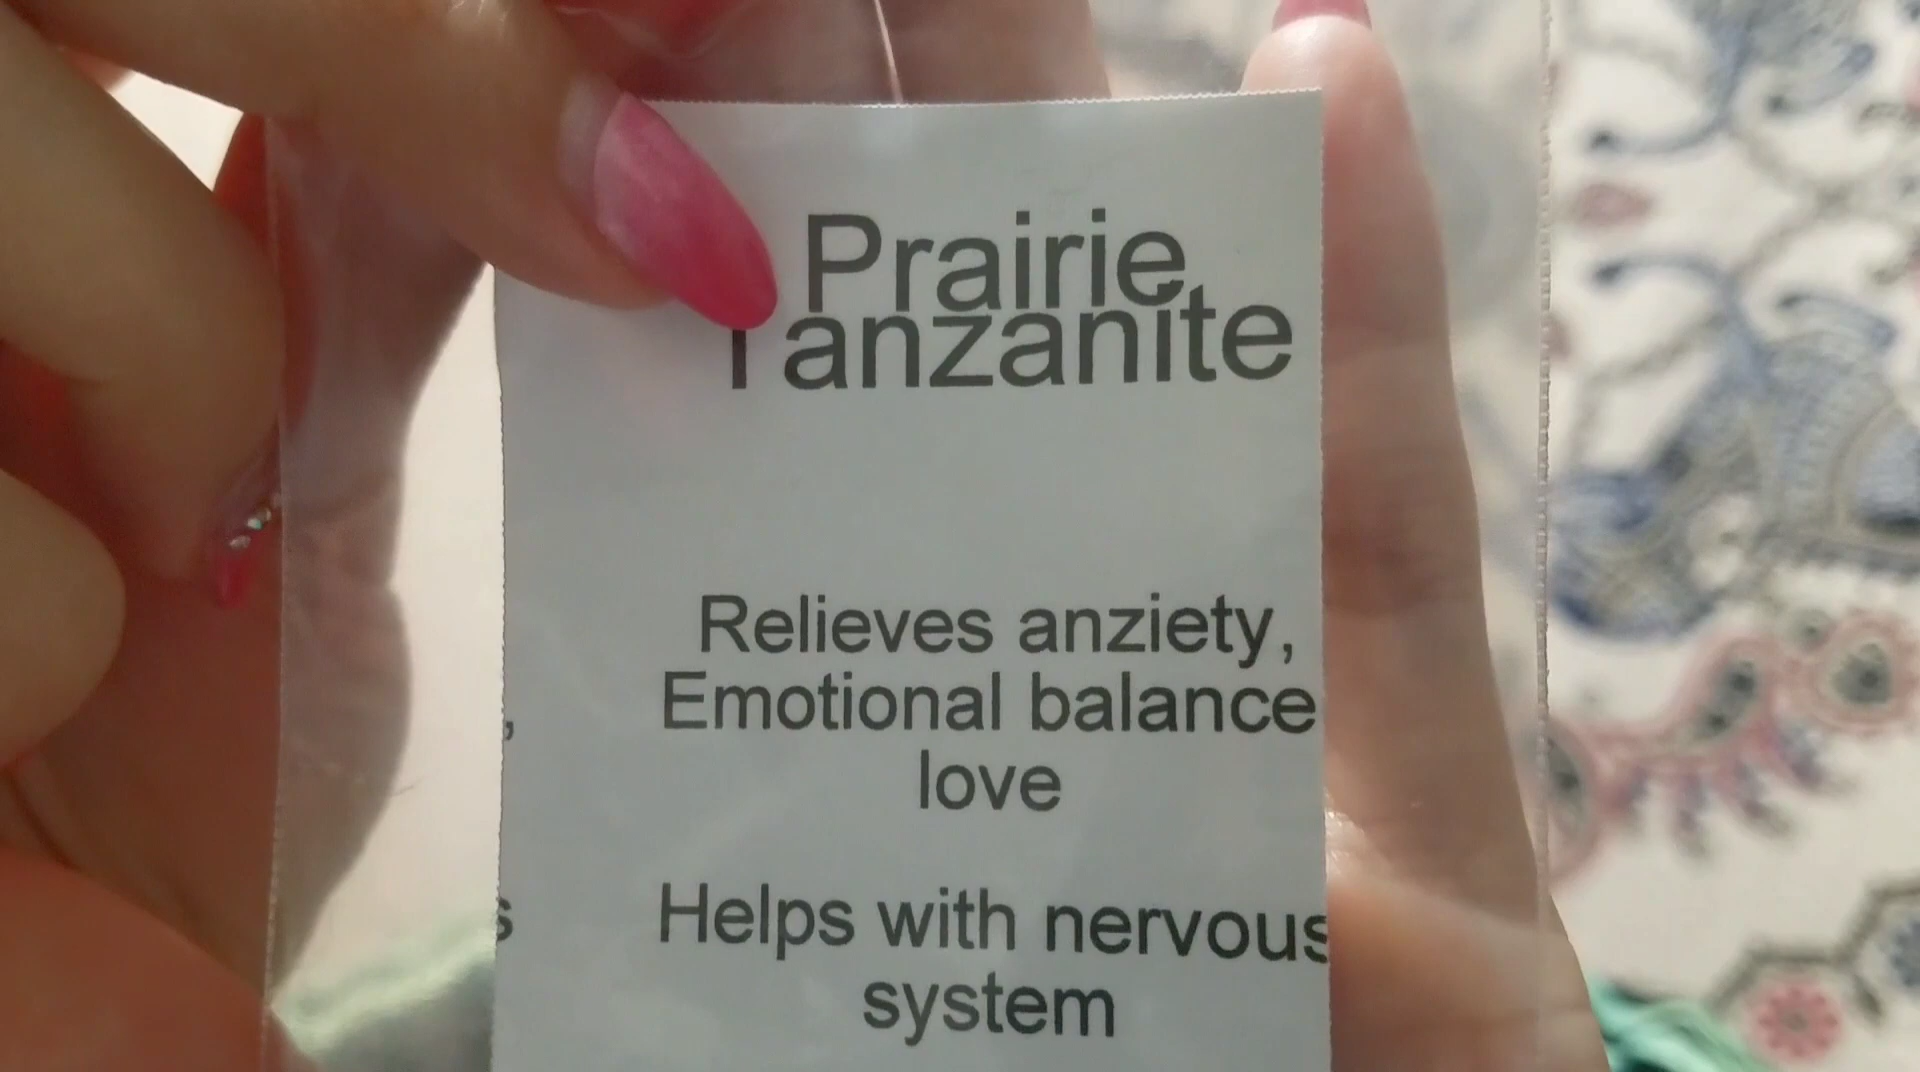 Prairie
Tanzanite
Relieves anziety,
Emotional balance
love
Helps with nervous
system
,
s